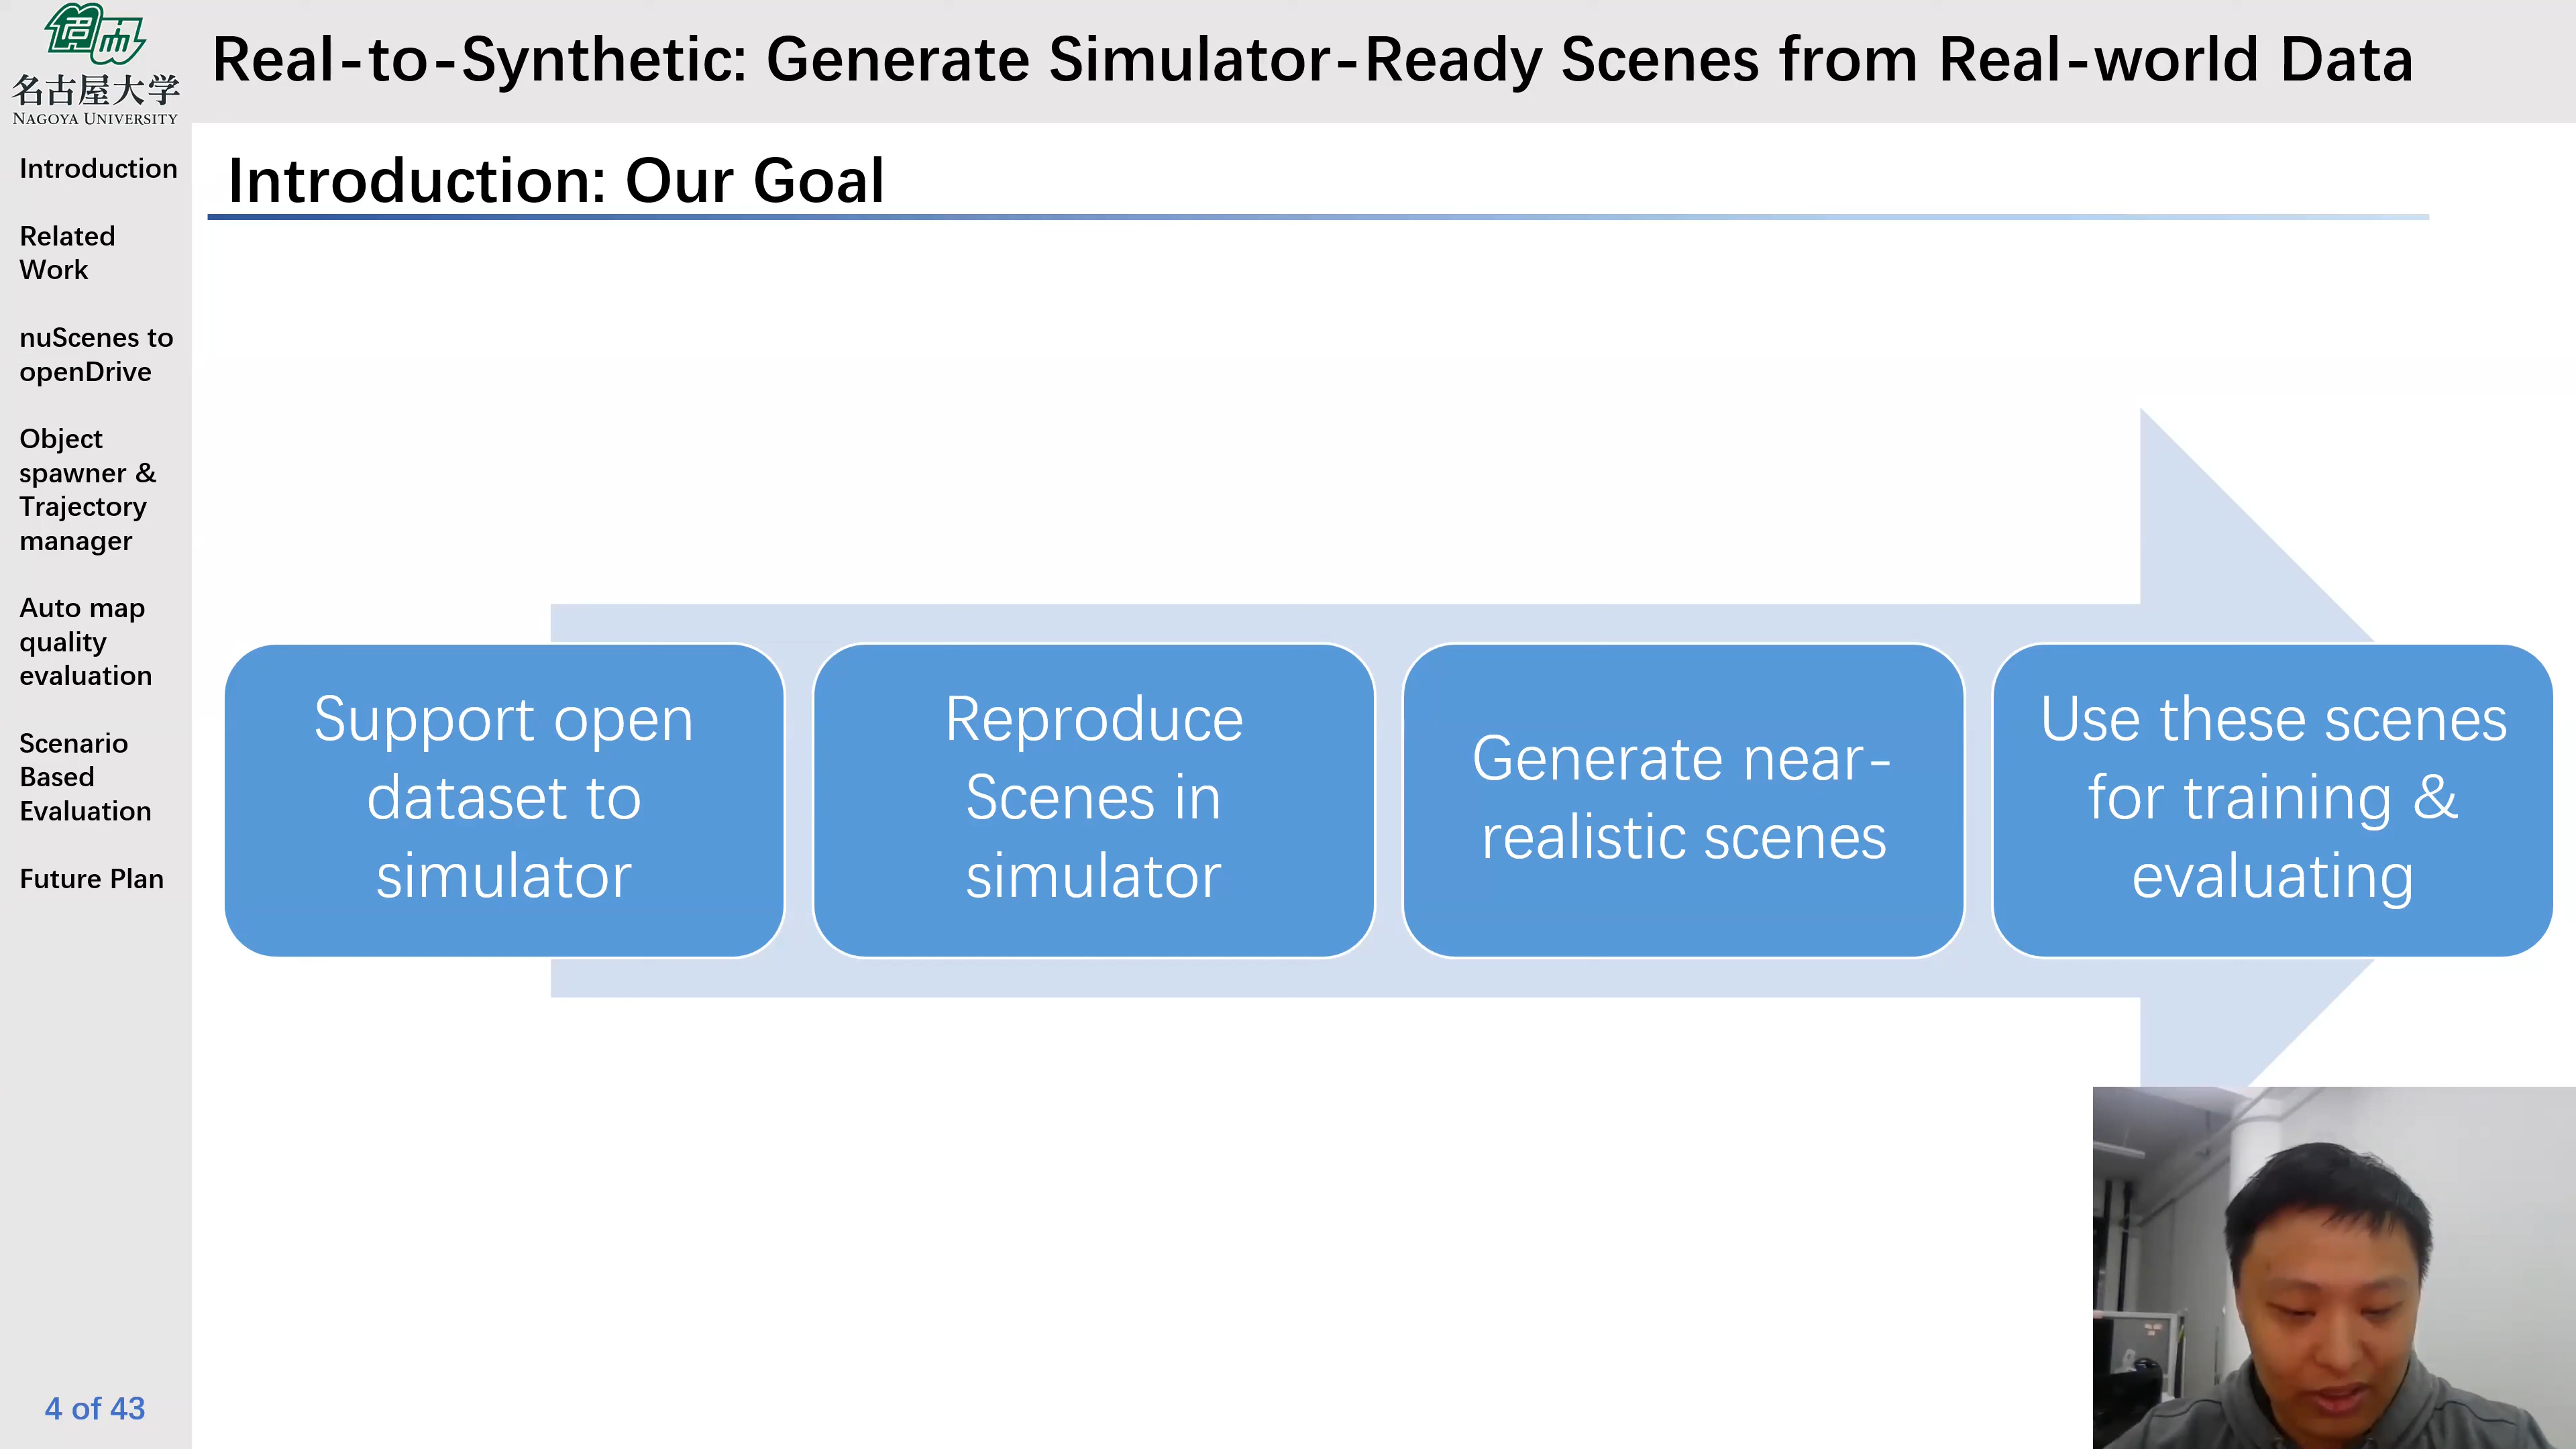 名古屋大学
NAGOYA UNIVERSITY
Real-to-Synthetic: Generate Simulator-Ready Scenes from Real-world Data
Introduction
Related
Work
nuScenes to
openDrive
Object
spawner &
Trajectory
manager
Auto map
quality
evaluation
Scenario
Based
Evaluation
Future Plan
4 of 43
Introduction: Our Goal
Support open
dataset to
simulator
Reproduce
Scenes in
simulator
Generate near-
realistic scenes
Use these scenes
for training &
evaluating